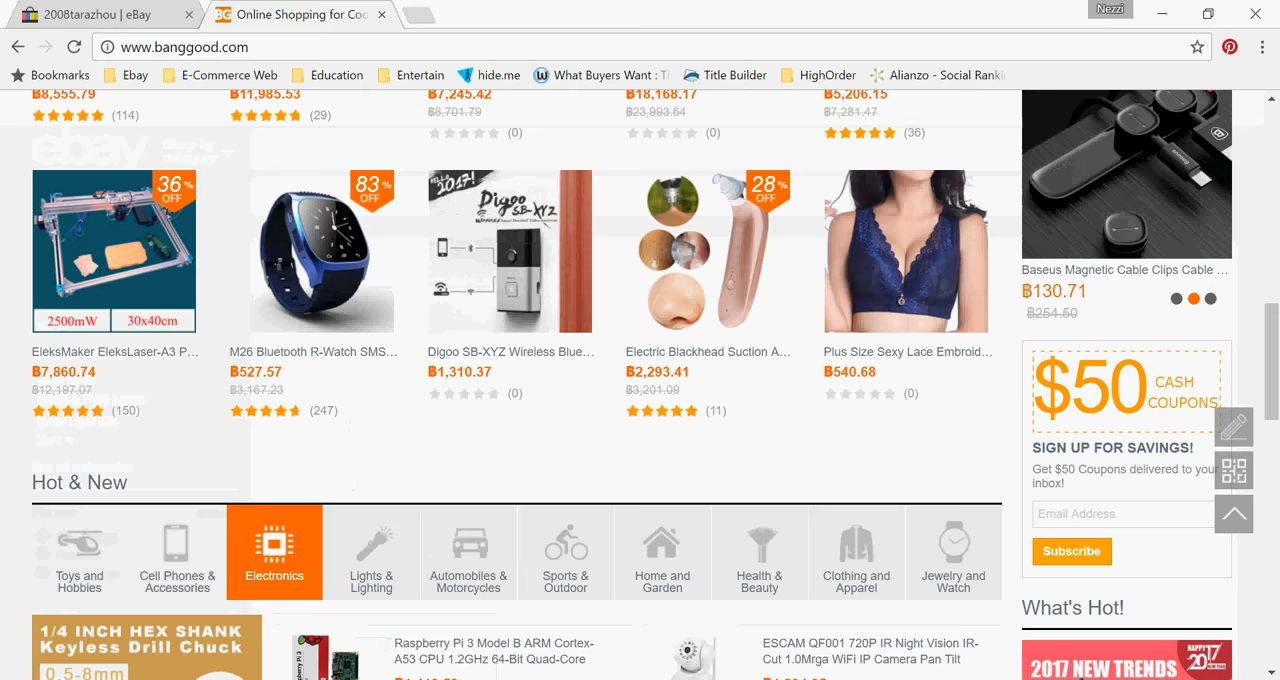 2008tarazhou | eBay
Online Shopping for Coo
Nezzi
www.banggood.com
Bookmarks
Ebay
E-Commerce Web
Education
Entertain
hide.me
What Buyers Want : T
Title Builder
HighOrder
Alianzo - Social Ranki
฿8,555.79
฿11,985.53
฿7,245.42
฿18,168.17
฿5,206.15
฿8,701.79
฿23,993.64
฿7,281.47
(114)
(29)
(0)
(0)
(36)
ebay
36% OFF
83% OFF
28% OFF
HELLO 2017!
Digoo
SB-XYZ
2500mW
30x40cm
EleksMaker EleksLaser-A3 P...
M26 Bluetooth R-Watch SMS...
Digoo SB-XYZ Wireless Blue...
Electric Blackhead Suction A...
Plus Size Sexy Lace Embroid...
฿7,860.74
฿527.57
฿1,310.37
฿2,293.41
฿540.68
฿12,197.07
฿3,167.23
฿3,201.09
(0)
(0)
(150)
(247)
(11)
Baseus Magnetic Cable Clips Cable ...
฿130.71
฿254.50
$50 CASH
COUPONS
SIGN UP FOR SAVINGS!
Get $50 Coupons delivered to your
inbox!
Email Address
Subscribe
What's Hot!
2017 NEW TRENDS
HAPPY
2017
Hot & New
Toys and
Hobbies
Cell Phones &
Accessories
Electronics
Lights &
Lighting
Automobiles &
Motorcycles
Sports &
Outdoor
Home and
Garden
Health &
Beauty
Clothing and
Apparel
Jewelry and
Watch
1/4 INCH HEX SHANK
Keyless Drill Chuck
0.5-8mm
Raspberry Pi 3 Model B ARM Cortex-
A53 CPU 1.2GHz 64-Bit Quad-Core
ESCAM QF001 720P IR Night Vision IR-
Cut 1.0Mrga WiFi IP Camera Pan Tilt